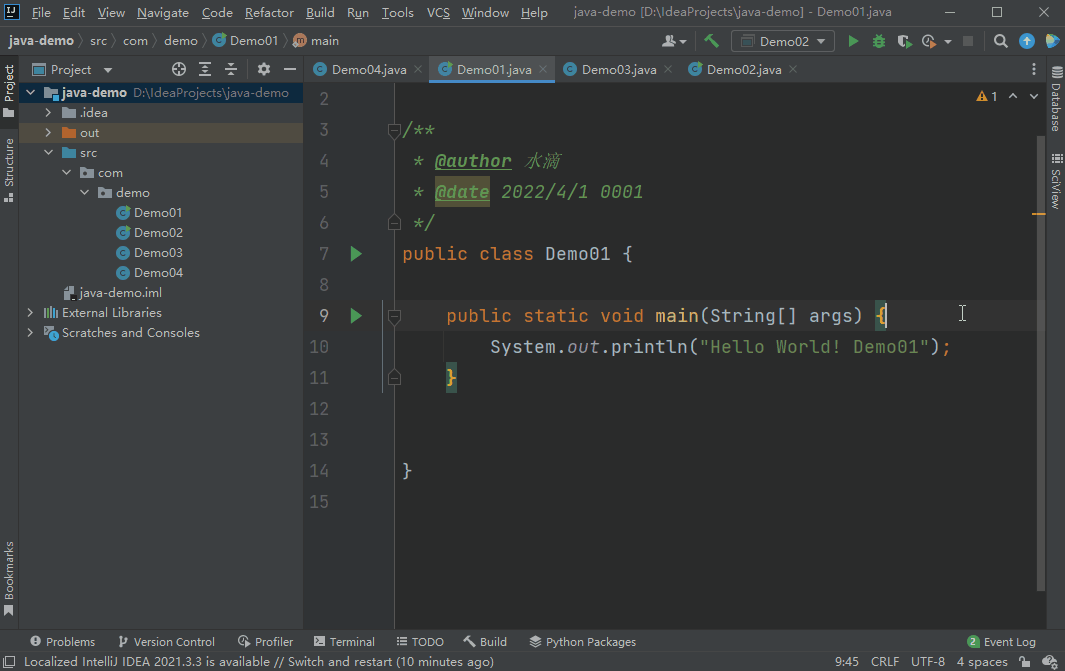 File Edit View Navigate Code Refactor Build Run Tools VCS Window Help java-demo [D:\IdeaProjects\java-demo] - Demo01.java
java-demo src com demo Demo01 main Demo02
Project Demo04.java Demo01.java Demo03.java Demo02.java
Project
Structure
Bookmarks
java-demo D:\IdeaProjects\java-demo
.idea
out
src
com
demo
Demo01
Demo02
Demo03
Demo04
java-demo.iml
External Libraries
Scratches and Consoles
1
2
3 /**
4 * @author 水滴
5 * @date 2022/4/1 0001
6 */
7 public class Demo01 {
8
9 public static void main(String[] args) {
10 System.out.println("Hello World! Demo01");
11 }
12
13
14 }
15
Database
SciView
Problems Version Control Profiler Terminal TODO Build Python Packages 2 Event Log
Localized IntelliJ IDEA 2021.3.3 is available // Switch and restart (10 minutes ago) 9:45 CRLF UTF-8 4 spaces